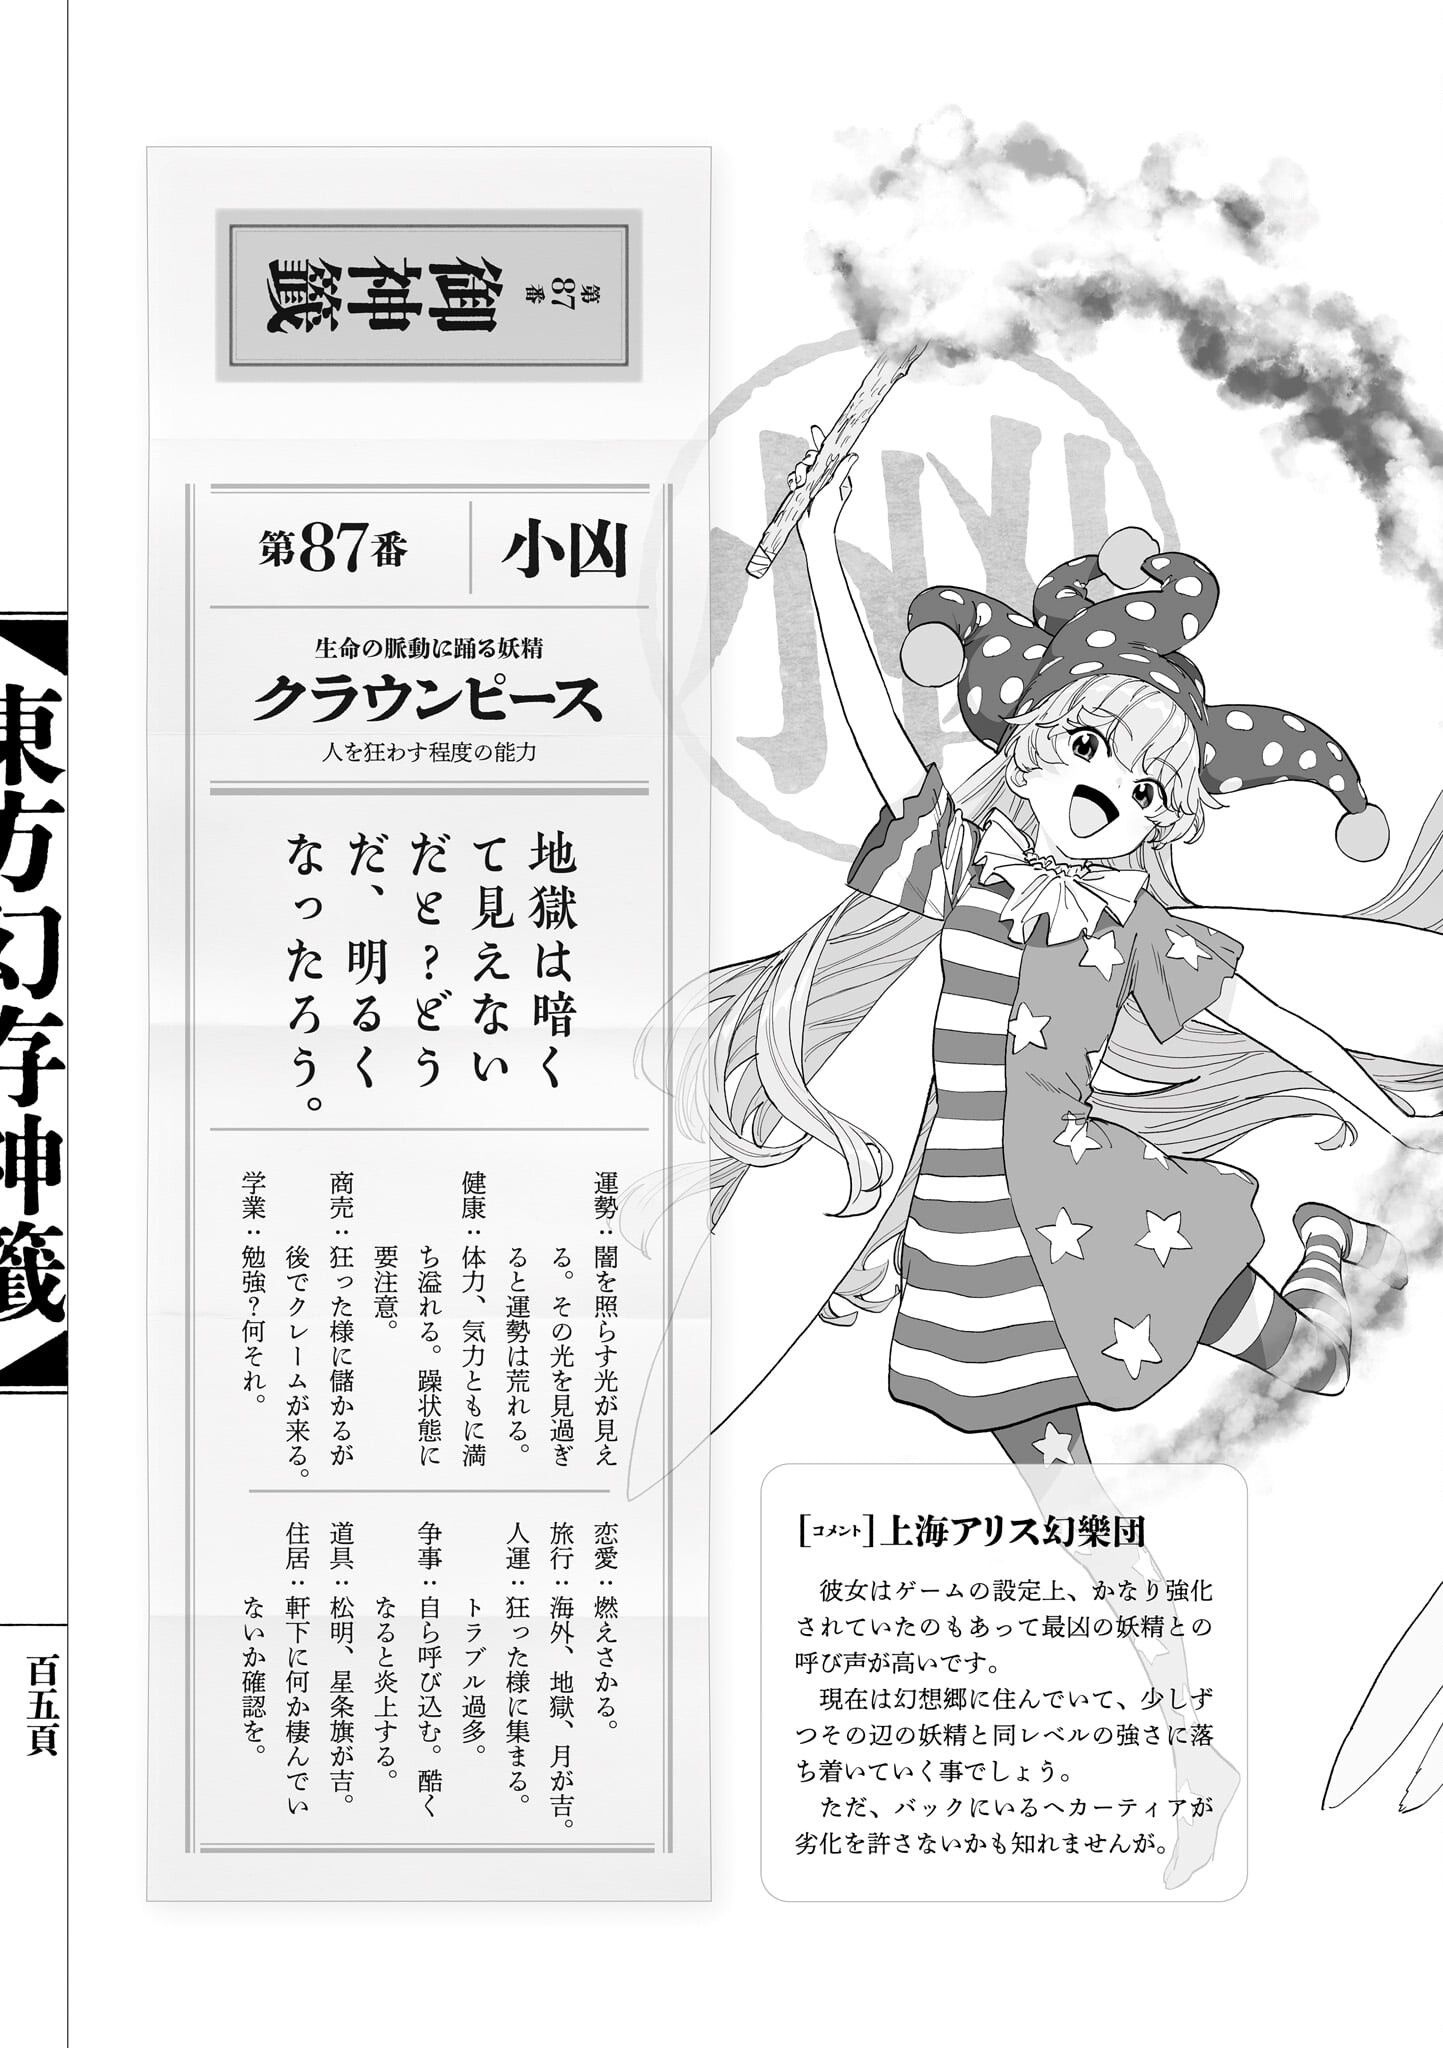 御神籤
第87番
小凶
第87番
生命の脈動に踊る妖精
クラウンピース
人を狂わす程度の能力
地獄は暗く
て見えない
だと?どう
だ、明るく
なったろう。
運勢:闇を照らす光が見え
る。その光を見過ぎ
ると運勢は荒れる。
健康:体力、気力ともに満
ち溢れる。躁状態に
要注意。
商売:狂った様に儲かるが
後でクレームが来る。
学業:勉強?何それ。
恋愛:燃えさかる。
旅行:海外、地獄、月が吉。
人運:狂った様に集まる。
トラブル過多。
争事:自ら呼び込む。酷く
なると炎上する。
道具:松明、星条旗が吉。
住居:軒下に何か棲んでい
ないか確認を。
小凶
[コメント]上海アリス幻樂団
彼女はゲームの設定上、かなり強化
されていたのもあって最凶の妖精との
呼び声が高いです。
現在は幻想郷に住んでいて、少しず
つその辺の妖精と同レベルの強さに落
ち着いていく事でしょう。
ただ、バックにいるヘカーティアが
劣化を許さないかも知れませんが。
東方幻存神籤
百五頁